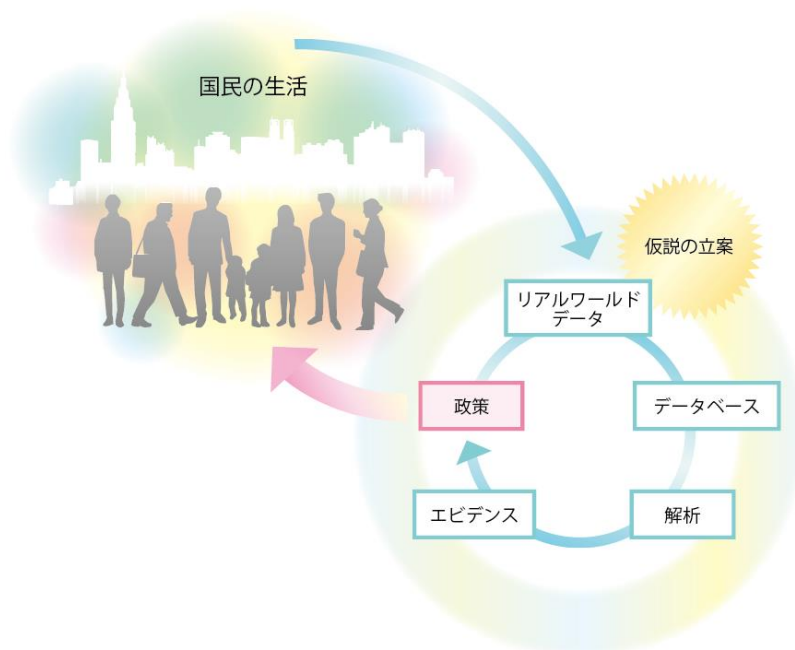 国民の生活
仮説の立案
リアルワールド
データ
政策
データベース
エビデンス
解析